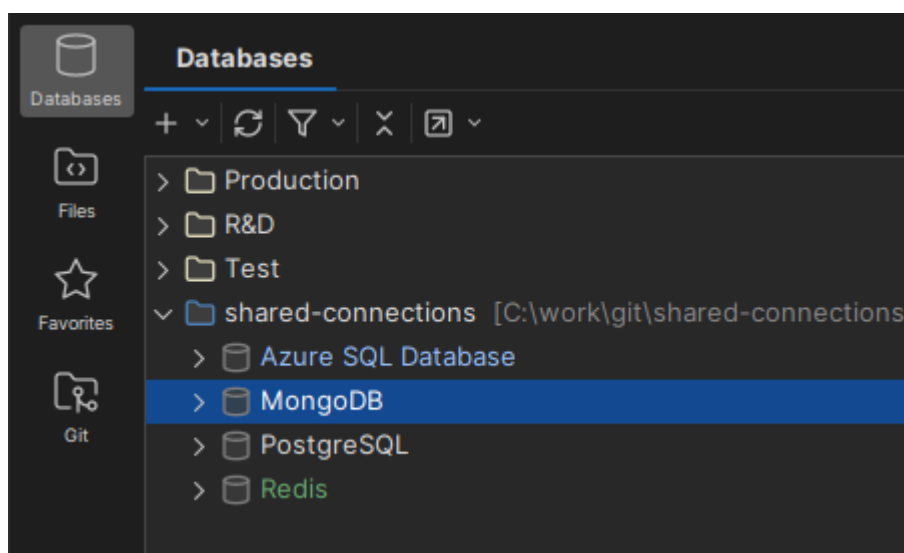 Databases
Files
Favorites
Git
Databases
Production
R&D
Test
shared-connections [C:\work\git\shared-connections
Azure SQL Database
MongoDB
PostgreSQL
Redis